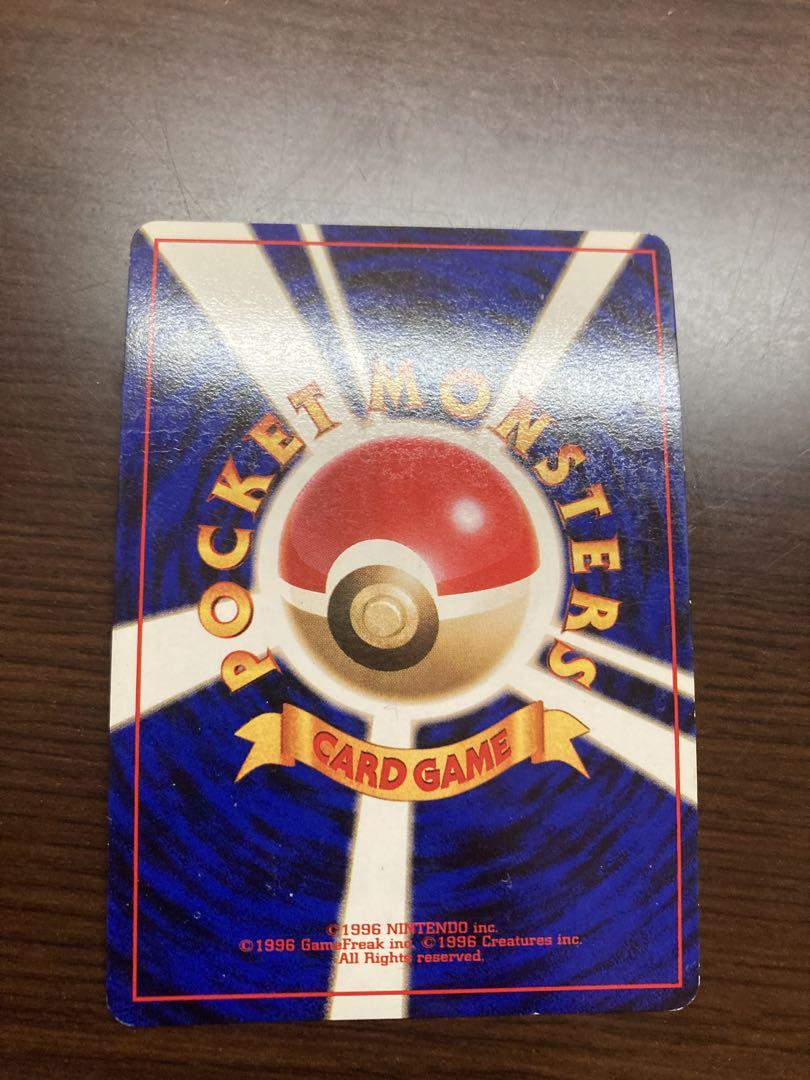 POCKET MONSTERS
CARD GAME
©1996 NINTENDO inc.
©1996 GameFreak inc. ©1996 Creatures inc.
All Rights reserved.